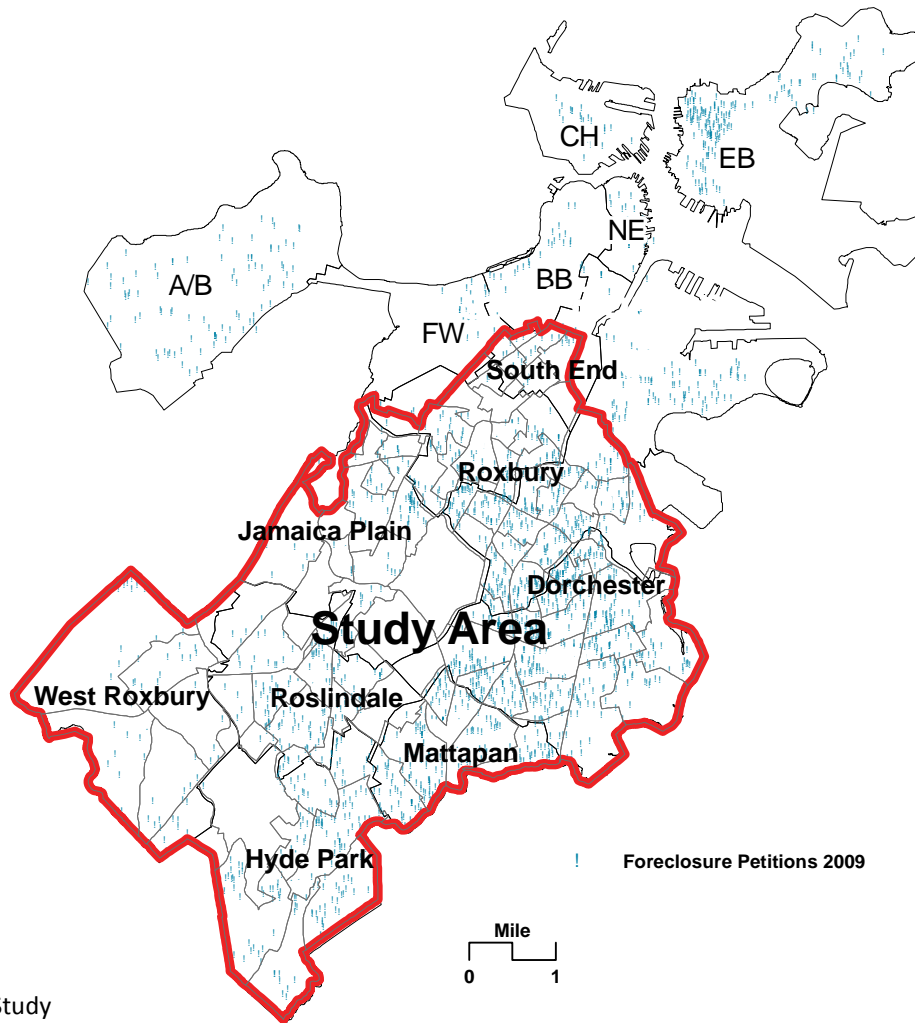 CH
EB
NE
A/B
BB
FW
South End
Roxbury
Jamaica Plain
Dorchester
Study Area
West Roxbury
Roslindale
Mattapan
Hyde Park
Foreclosure Petitions 2009
Mile
0 1
Study